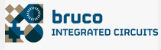 bruco
INTEGRATED CIRCUITS